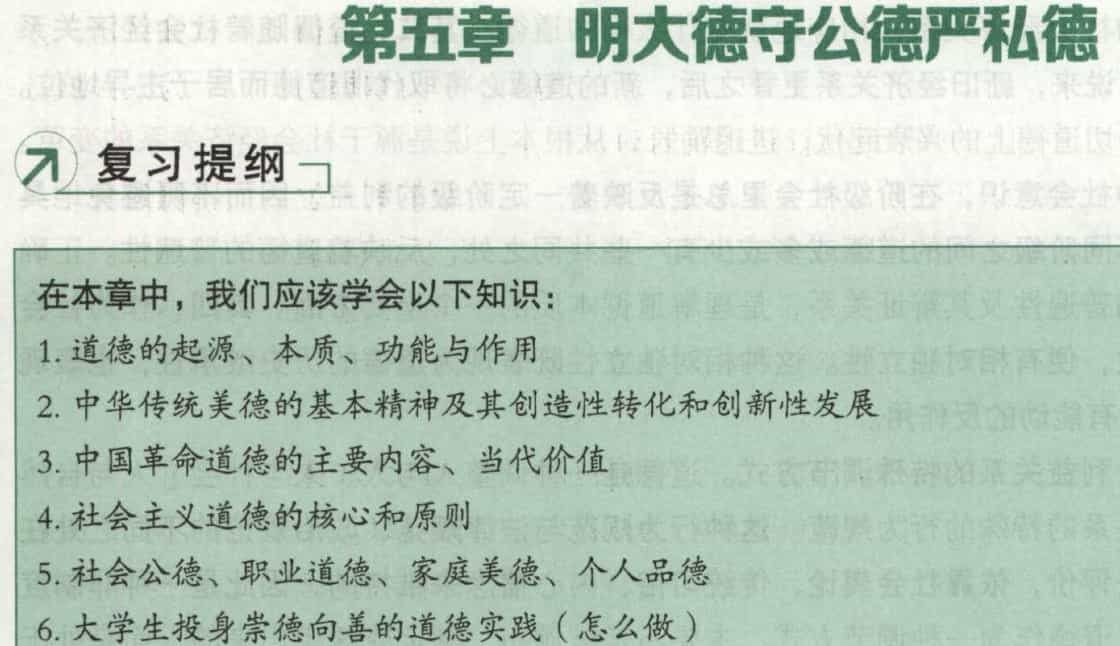 第五章 明大德守公德严私德
复习提纲
在本章中，我们应该学会以下知识：
1. 道德的起源、本质、功能与作用
2. 中华传统美德的基本精神及其创造性转化和创新性发展
3. 中国革命道德的主要内容、当代价值
4. 社会主义道德的核心和原则
5. 社会公德、职业道德、家庭美德、个人品德
6. 大学生投身崇德向善的道德实践（怎么做）